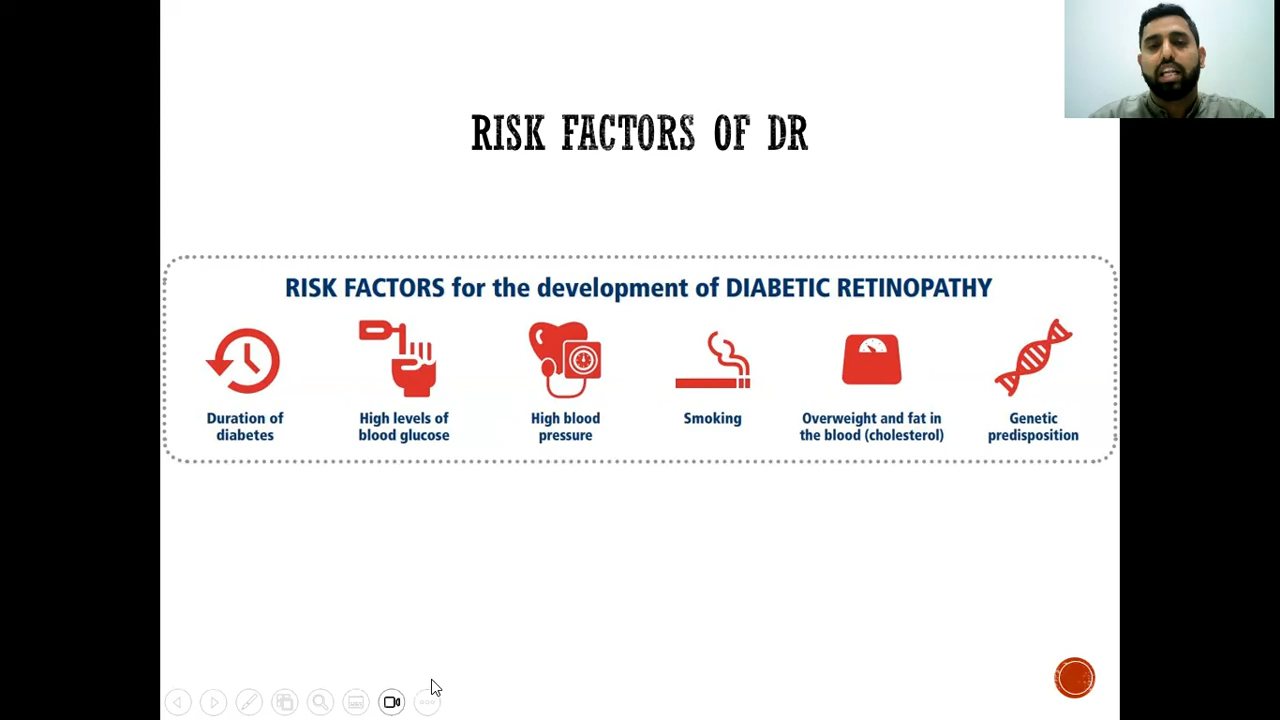 RISK FACTORS OF DR
RISK FACTORS for the development of DIABETIC RETINOPATHY
Duration of
diabetes
High levels of
blood glucose
High blood
pressure
Smoking
Overweight and fat in
the blood (cholesterol)
Genetic
predisposition